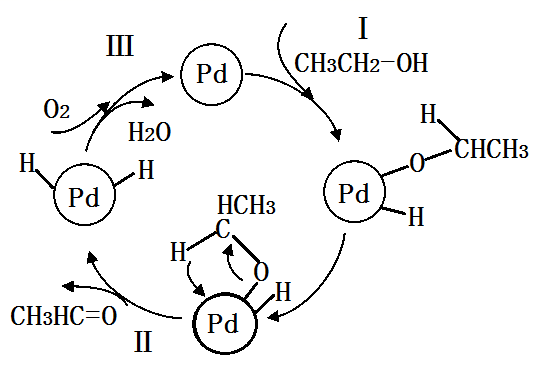 III
I
Pd
CH3CH2-OH
O2
H2O
H
H
Pd
H
CHCH3
O
Pd
H
HCH3
C
H
O
H
Pd
CH3HC=O
II